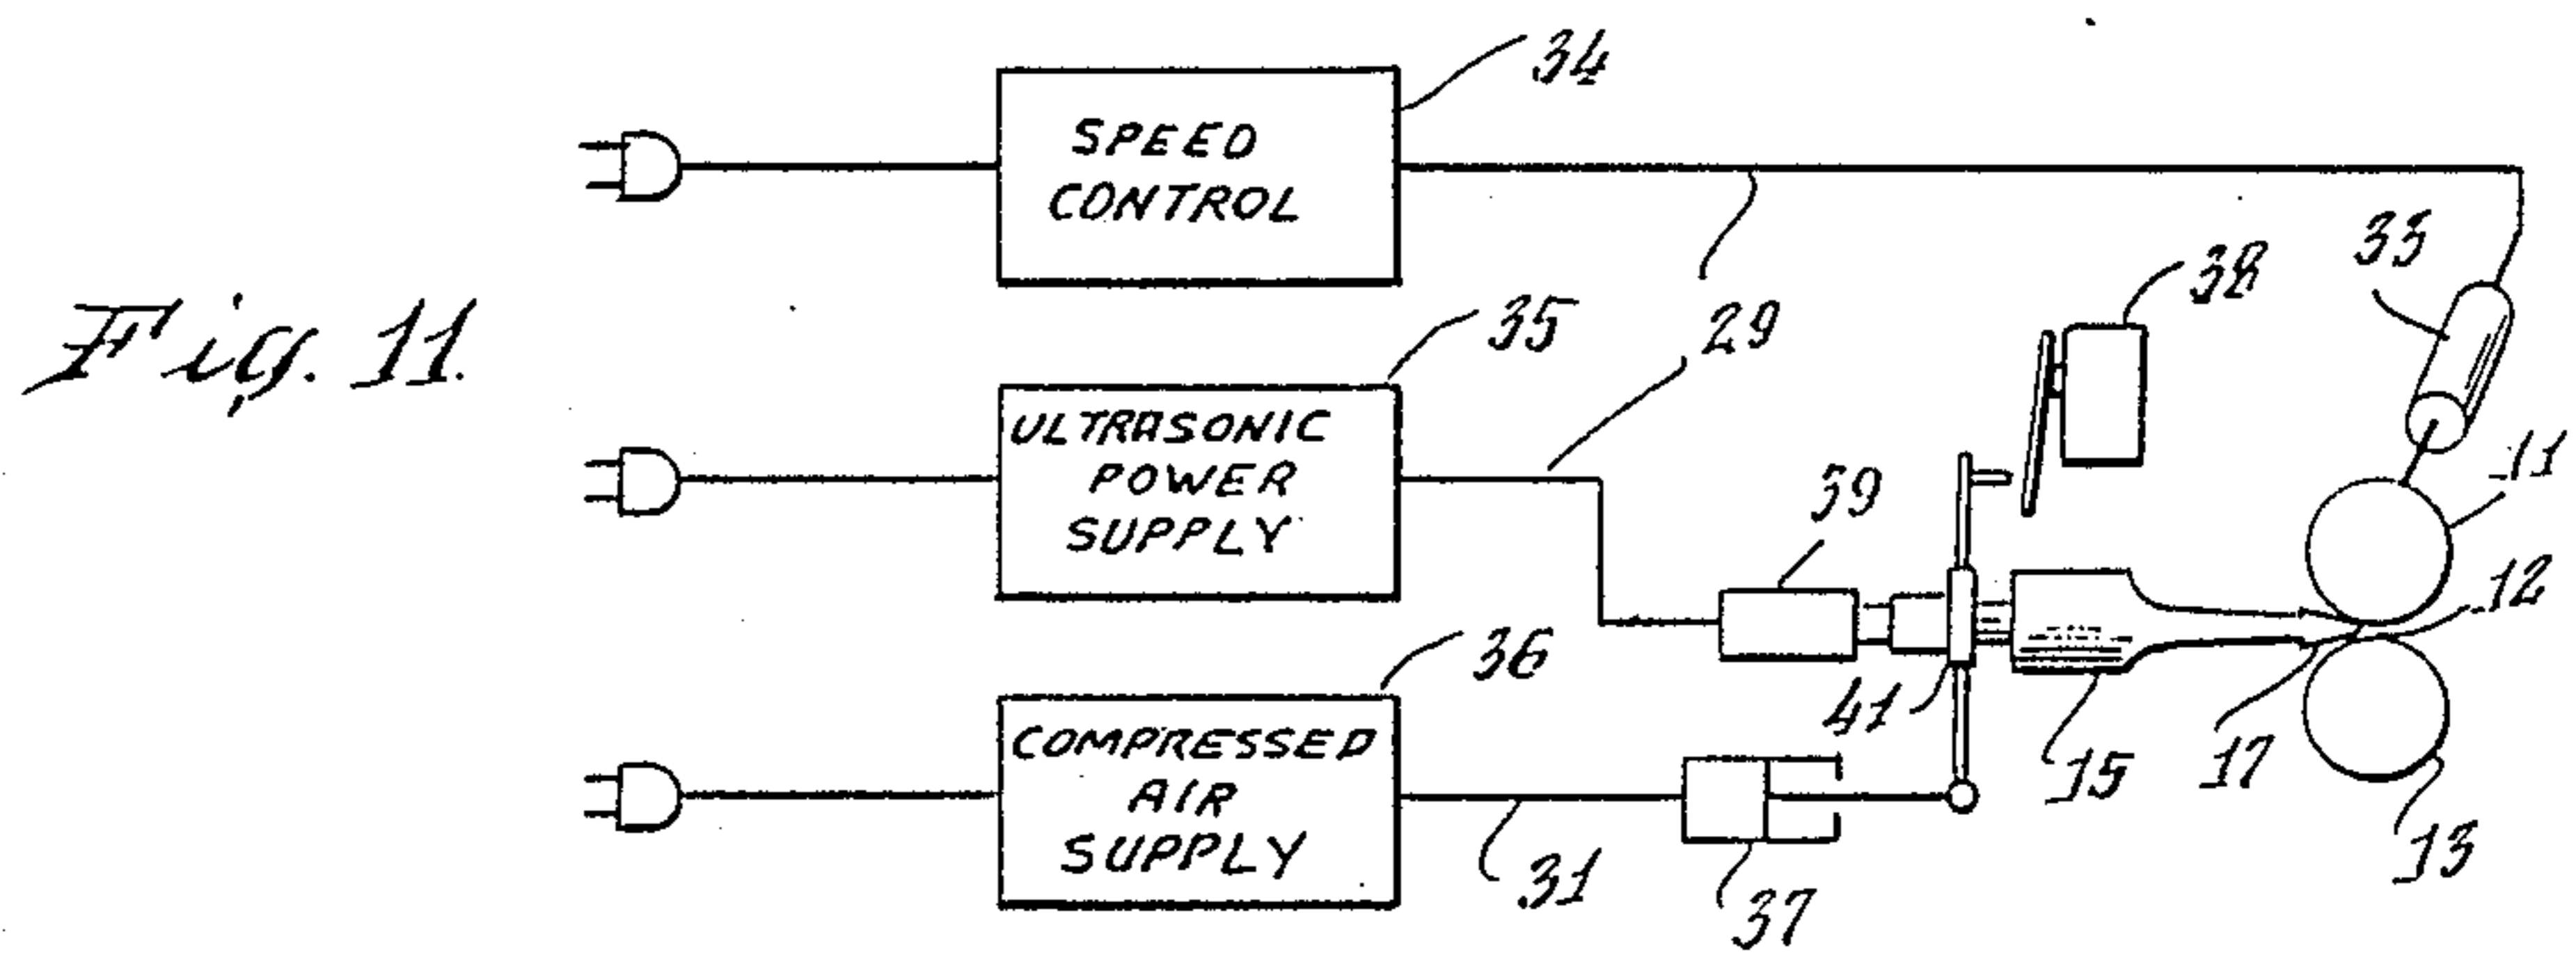 34
SPEED
CONTROL
33
38
Fig. 11.
35
29
ULTRASONIC
POWER
SUPPLY
11
39
12
36
41
15
17
COMPRESSED
AIR
SUPPLY
13
31
37